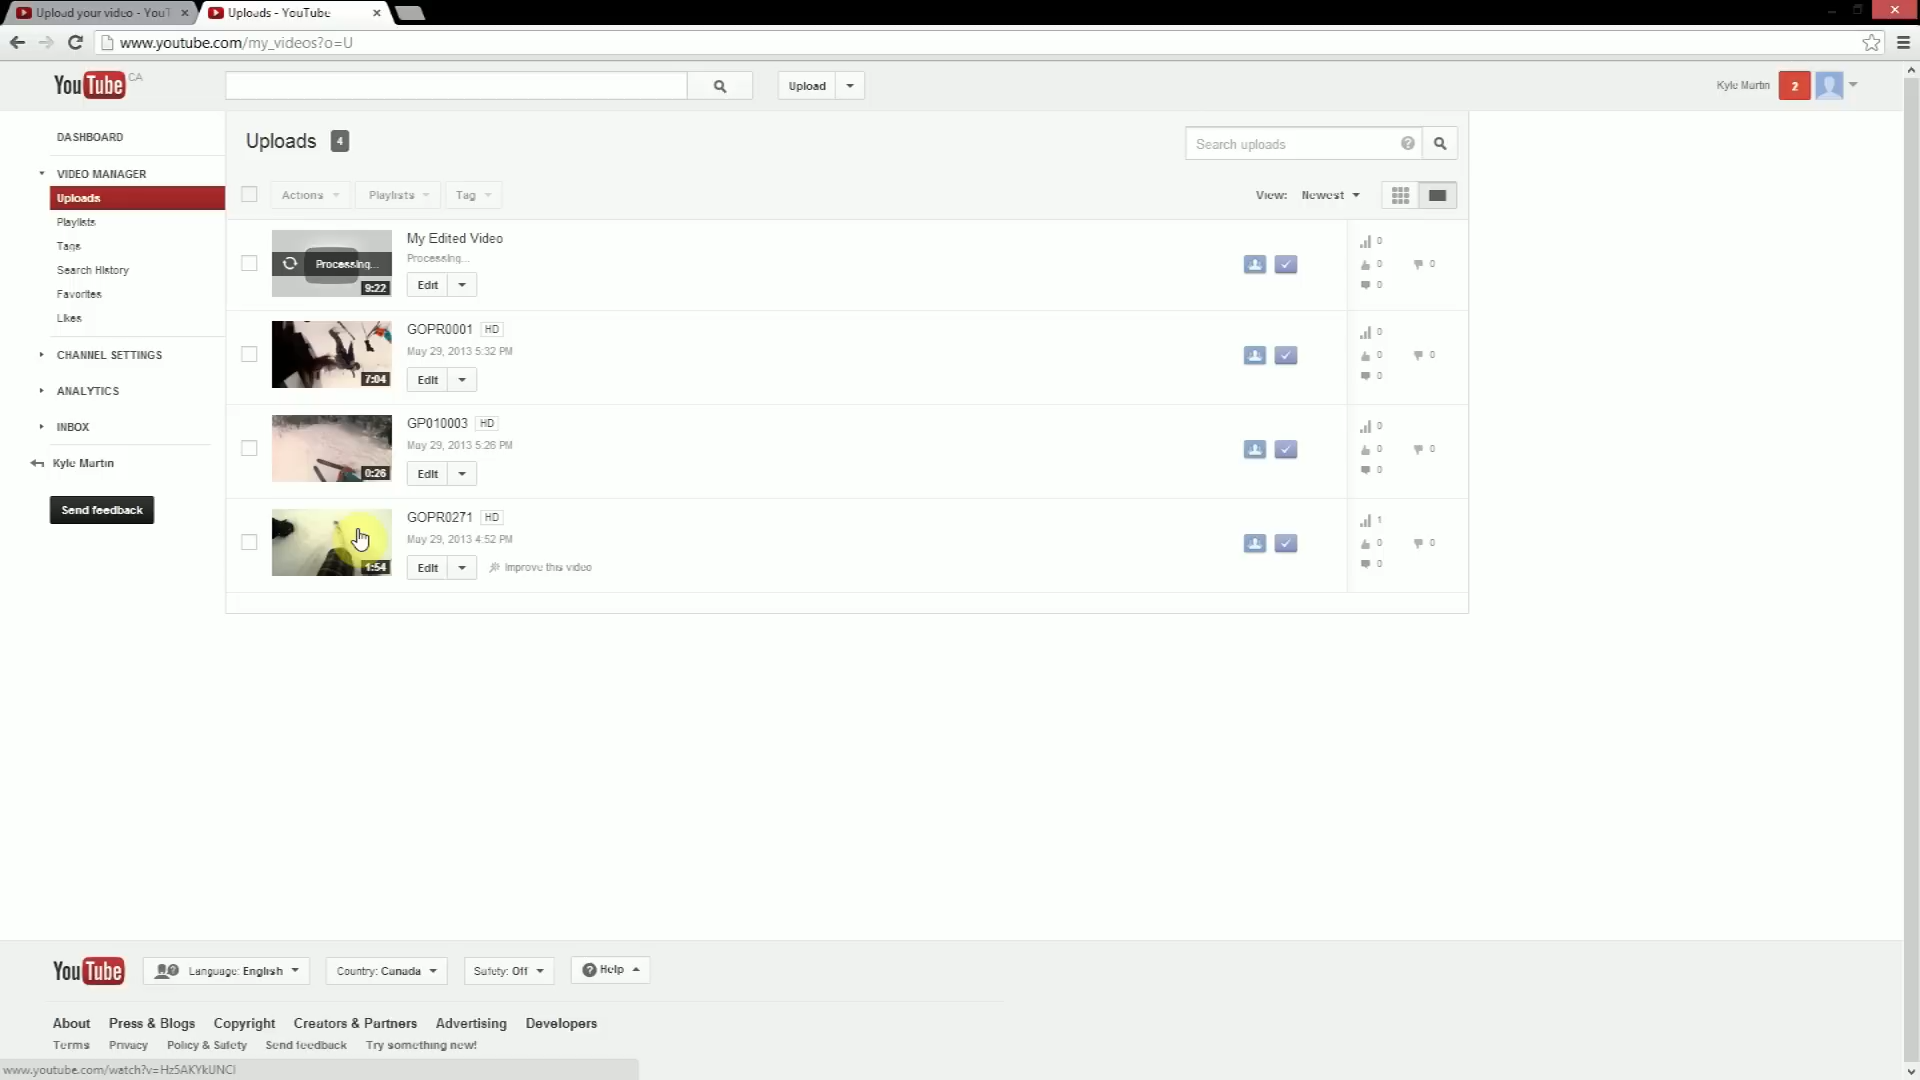 Upload your video - YouT
Uploads - YouTube
www.youtube.com/my_videos?o=U
YouTube CA
Upload
Kyle Martin
2
DASHBOARD
VIDEO MANAGER
Uploads
Playlists
Tags
Search History
Favorites
Likes
CHANNEL SETTINGS
ANALYTICS
INBOX
Kyle Martin
Send feedback
Uploads 4
Search uploads
Actions
Playlists
Tag
View: Newest
My Edited Video
Processing...
Processing...
9:22
Edit
0
0
0
0
GOPR0001 HD
May 29, 2013 5:32 PM
7:04
Edit
0
0
0
0
GP010003 HD
May 29, 2013 5:26 PM
0:26
Edit
0
0
0
0
GOPR0271 HD
May 29, 2013 4:52 PM
1:54
Edit
Improve this video
1
0
0
0
YouTube
Language: English
Country: Canada
Safety: Off
Help
About Press & Blogs Copyright Creators & Partners Advertising Developers
Terms Privacy Policy & Safety Send feedback Try something new!